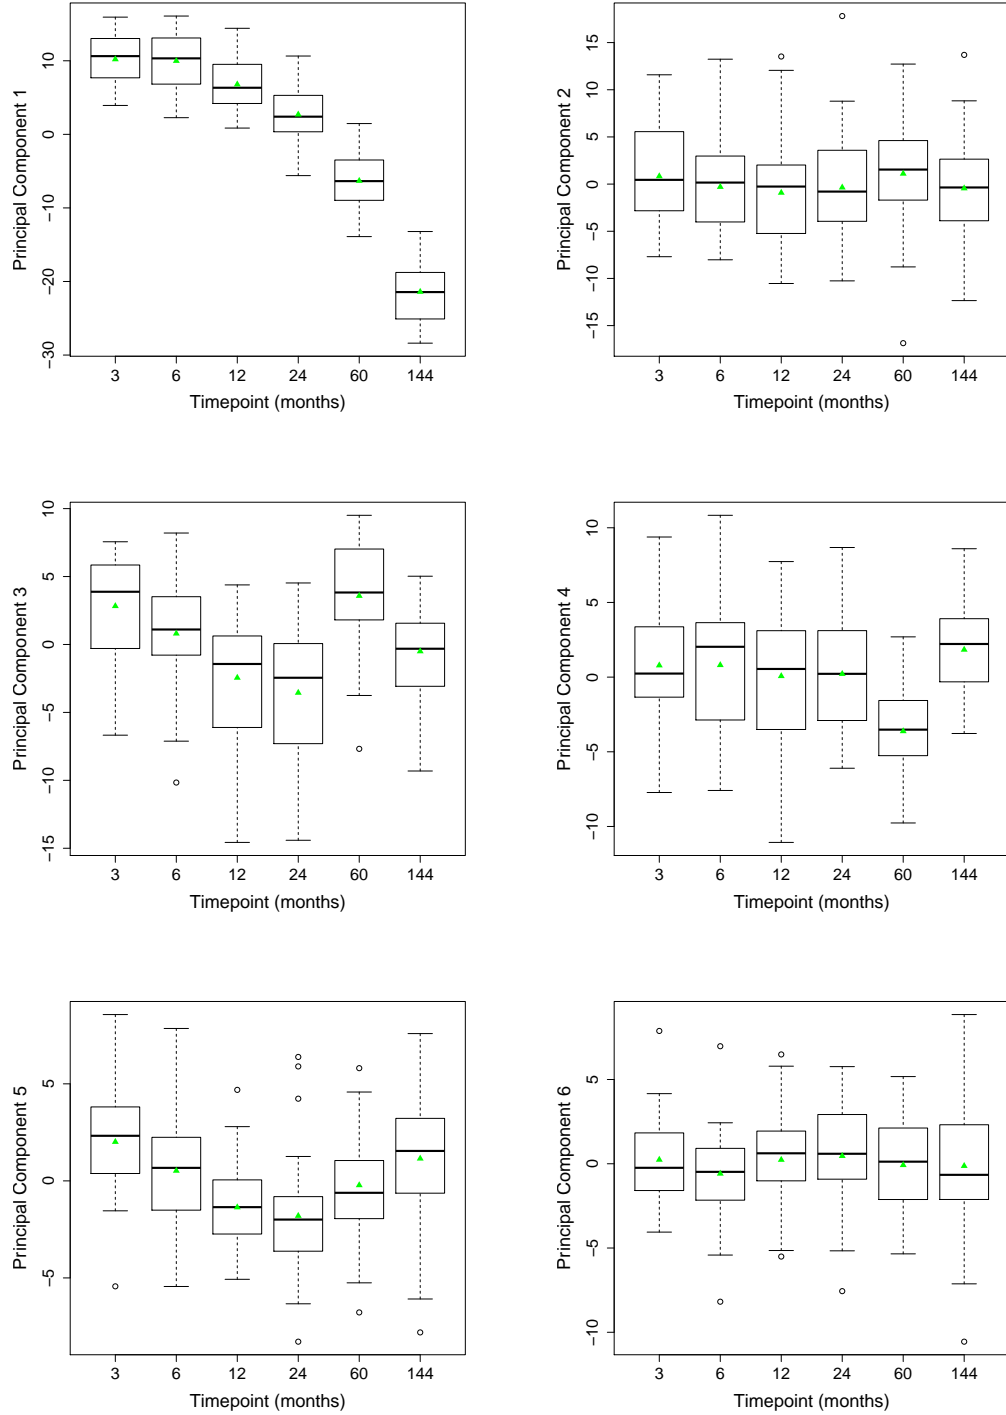 Principal Component 1
10
0
−10
−20
−30
3 6 12 24 60 144
Timepoint (months)
Principal Component 2
15
10
5
0
−5
−10
−15
3 6 12 24 60 144
Timepoint (months)
Principal Component 3
10
5
0
−5
−10
−15
3 6 12 24 60 144
Timepoint (months)
Principal Component 4
10
5
0
−5
−10
3 6 12 24 60 144
Timepoint (months)
Principal Component 5
5
0
−5
3 6 12 24 60 144
Timepoint (months)
Principal Component 6
5
0
−5
−10
3 6 12 24 60 144
Timepoint (months)